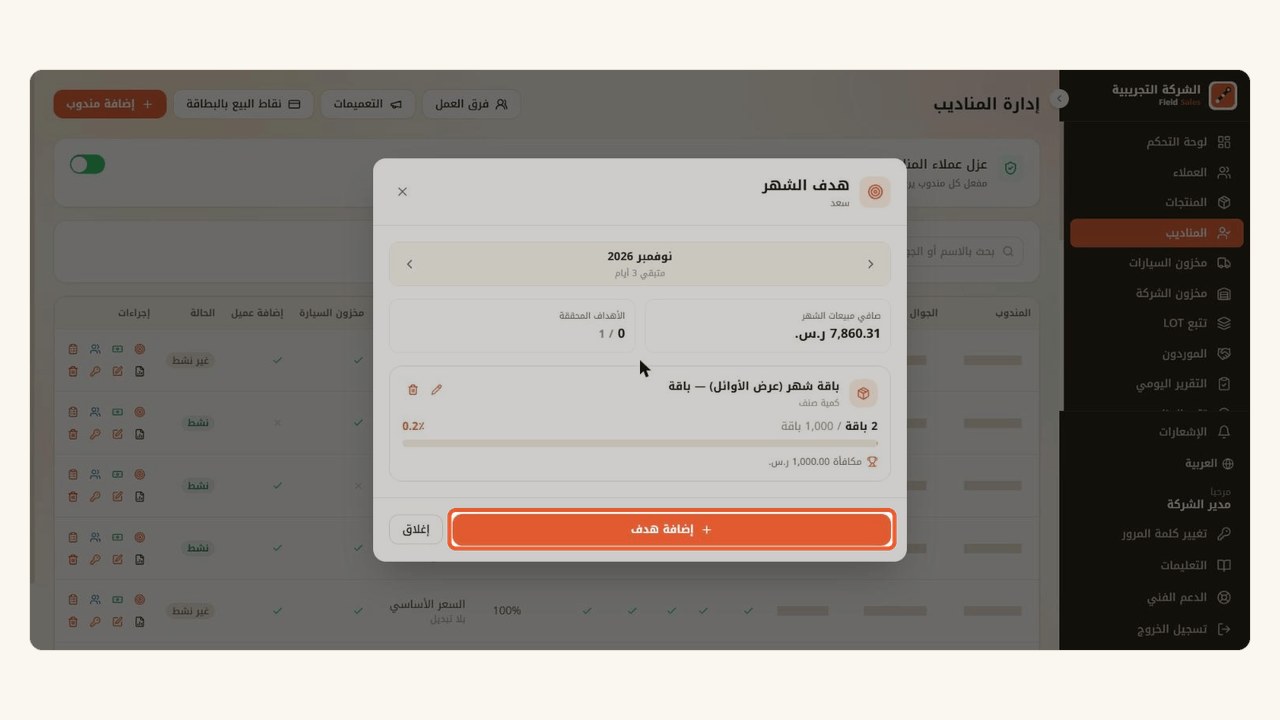 الشركة التجريبية
Field Sales
لوحة التحكم
العملاء
المنتجات
المناديب
مخزون السيارات
مخزون الشركة
تتبع LOT
الموردون
التقرير اليومي
الإشعارات
العربية
مرحباً
مدير الشركة
تغيير كلمة المرور
التعليمات
الدعم الفني
تسجيل الخروج
إدارة المناديب
فرق العمل
التعميمات
نقاط البيع بالبطاقة
+ إضافة مندوب
عزل عملاء
مفعل كل مندوب
بحث بالاسم أو
المندوب
الجوال
مخزون السيارة
إضافة عميل
الحالة
إجراءات
غير نشط
نشط
نشط
نشط
100%
السعر الأساسي
بلا تبديل
غير نشط
هدف الشهر
سعد
نوفمبر 2026
متبقي 3 أيام
صافي مبيعات الشهر
7,860.31 ر.س.
الأهداف المحققة
0 / 1
باقة شهر (عرض الأوائل) — باقة
كمية صنف
2 باقة / 1,000 باقة
0.2٪
مكافأة 1,000.00 ر.س.
+ إضافة هدف
إغلاق